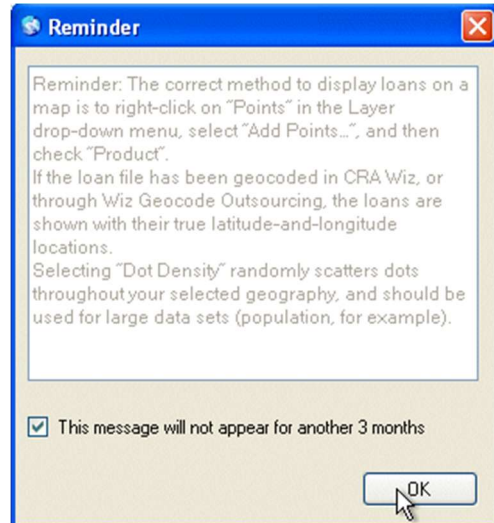 Reminder
Reminder: The correct method to display loans on a
map is to right-click on ˝Points˝ in the Layer
drop-down menu, select ˝Add Points...˝, and then
check ˝Product˝.
If the loan file has been geocoded in CRA Wiz, or
through Wiz Geocode Outsourcing, the loans are
shown with their true latitude-and-longitude
locations.
Selecting ˝Dot Density˝ randomly scatters dots
throughout your selected geography, and should be
used for large data sets (population, for example).
This message will not appear for another 3 months
OK